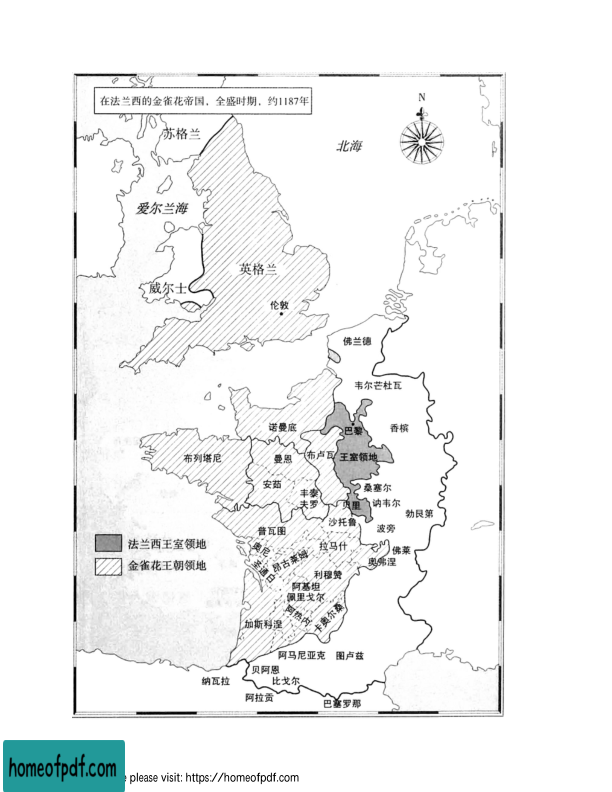 在法兰西的金雀花帝国，全盛时期，约1187年
N
苏格兰
北海
爱尔兰海
英格兰
威尔士
伦敦
佛兰德
韦尔芒杜瓦
诺曼底
巴黎
香槟
布列塔尼
曼恩
布卢瓦
王室领地
安茹
丰泰
夫罗
桑塞尔
贝里
讷韦尔
沙托鲁
勃艮第
普瓦图
波旁
法兰西王室领地
奥尼
拉马什
佛莱
金雀花王朝领地
圣通日
昂古莱姆
奥弗涅
利穆赞
阿基坦
佩里戈尔
加斯科涅
阿热内
卡奥尔桑
阿马尼亚克
图卢兹
纳瓦拉
贝阿恩
比戈尔
阿拉贡
巴塞罗那
homeofpdf.com
e please visit: https://homeofpdf.com